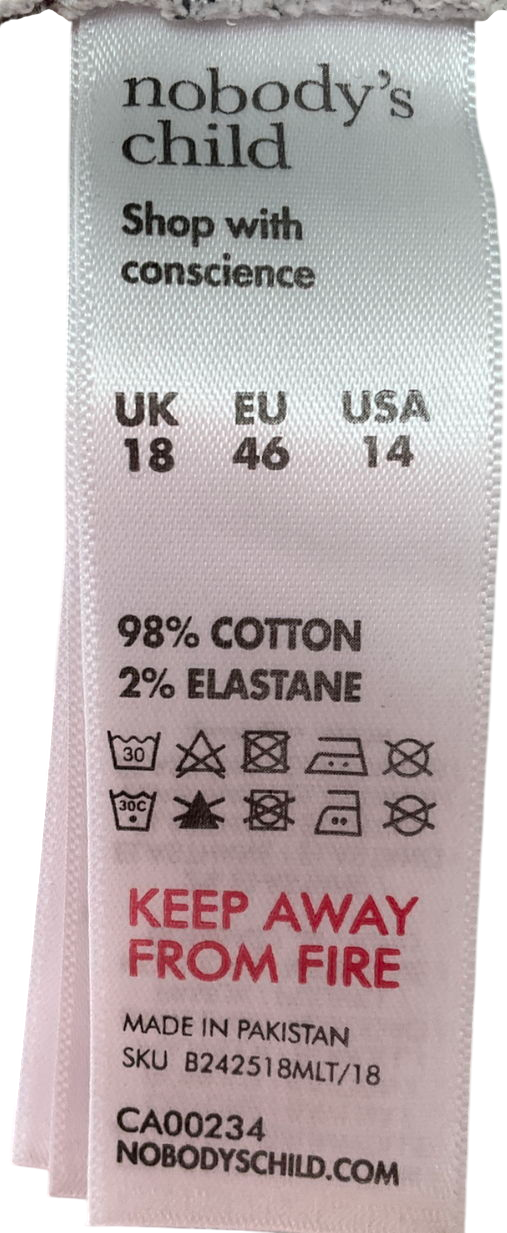 nobody's
child
Shop with
conscience
UK EU USA
18 46 14
98% COTTON
2% ELASTANE
30
30C
KEEP AWAY
FROM FIRE
MADE IN PAKISTAN
SKU B242518MLT/18
CA00234
NOBODYSCHILD.COM